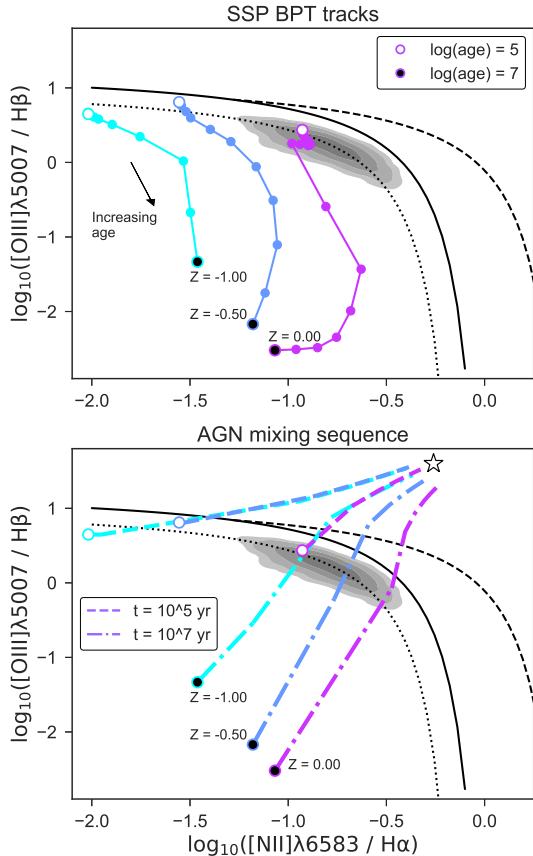 SSP BPT tracks
log(age) = 5
log(age) = 7
1
0
−1
−2
log₁₀([OIII]λ5007 / Hβ)
Increasing
age
Z = -1.00
Z = -0.50
Z = 0.00
−2.0 −1.5 −1.0 −0.5 0.0
AGN mixing sequence
1
0
−1
−2
log₁₀([OIII]λ5007 / Hβ)
t = 10^5 yr
t = 10^7 yr
Z = -1.00
Z = -0.50
Z = 0.00
−2.0 −1.5 −1.0 −0.5 0.0
log₁₀([NII]λ6583 / Hα)